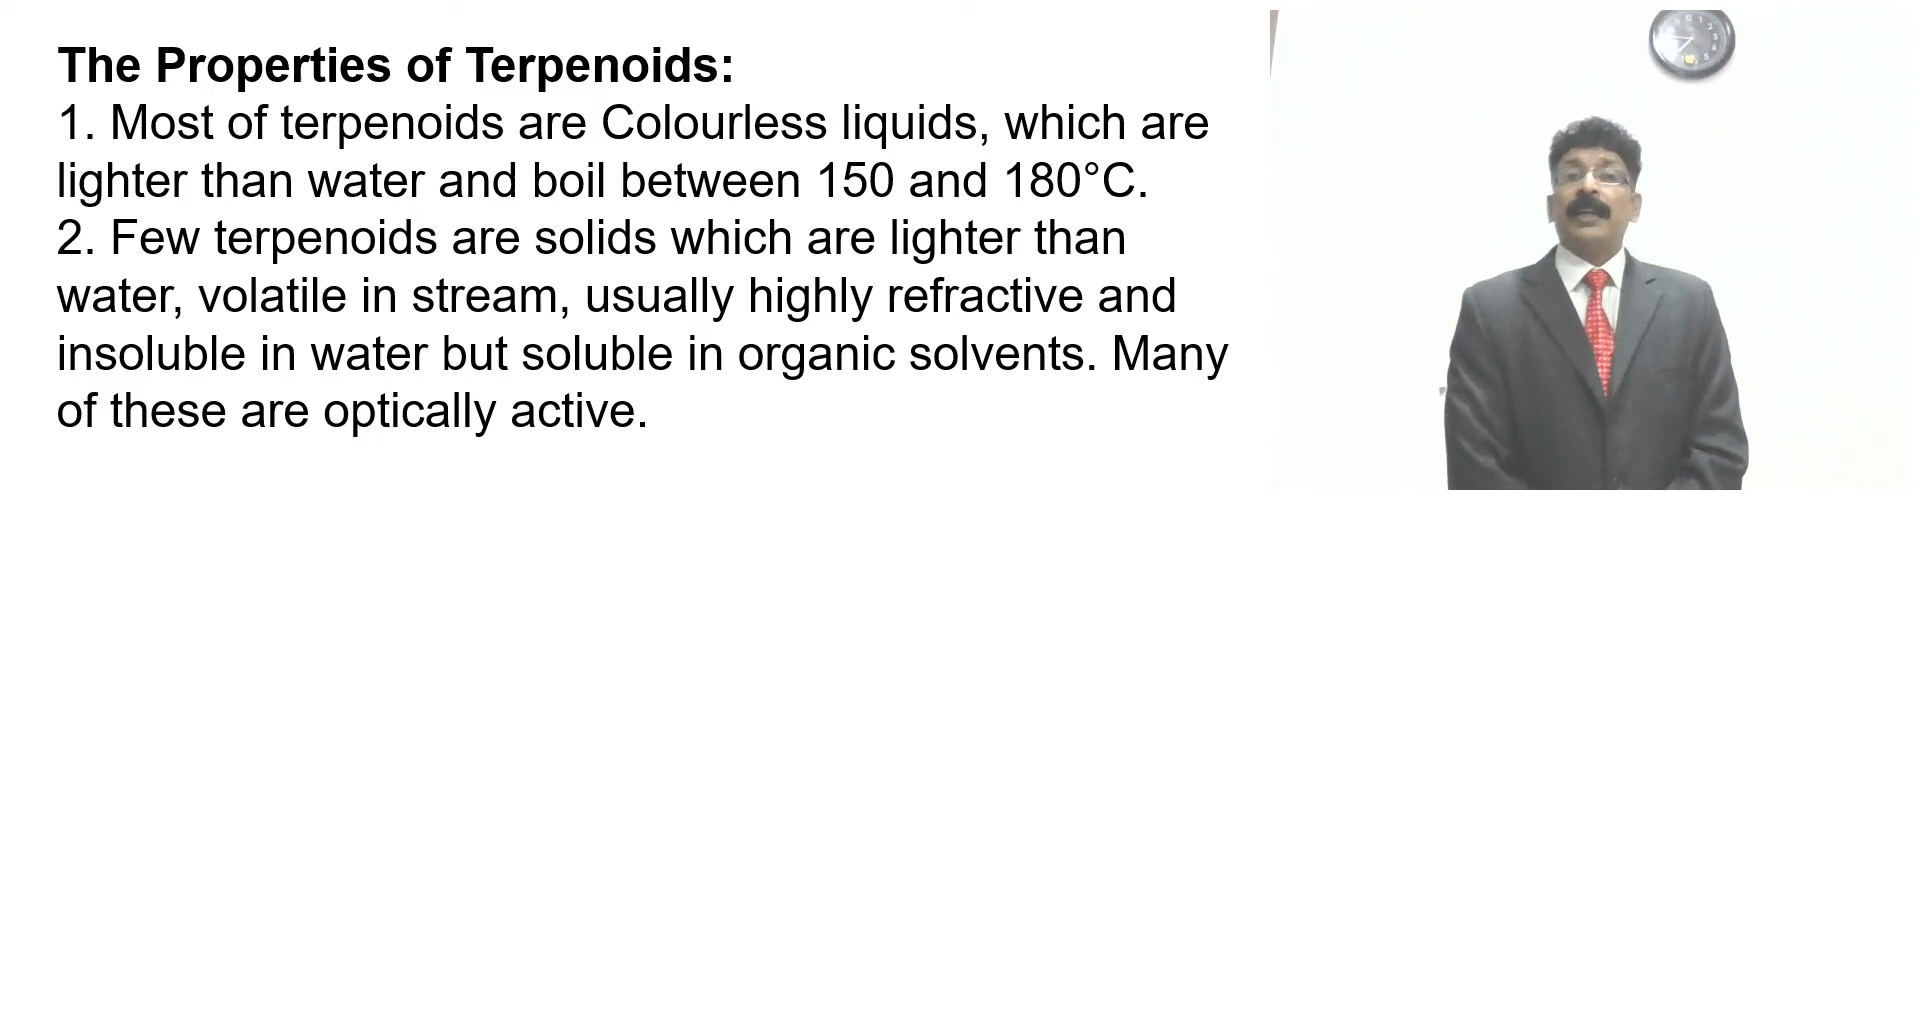 The Properties of Terpenoids:
1. Most of terpenoids are Colourless liquids, which are
lighter than water and boil between 150 and 180°C.
2. Few terpenoids are solids which are lighter than
water, volatile in stream, usually highly refractive and
insoluble in water but soluble in organic solvents. Many
of these are optically active.